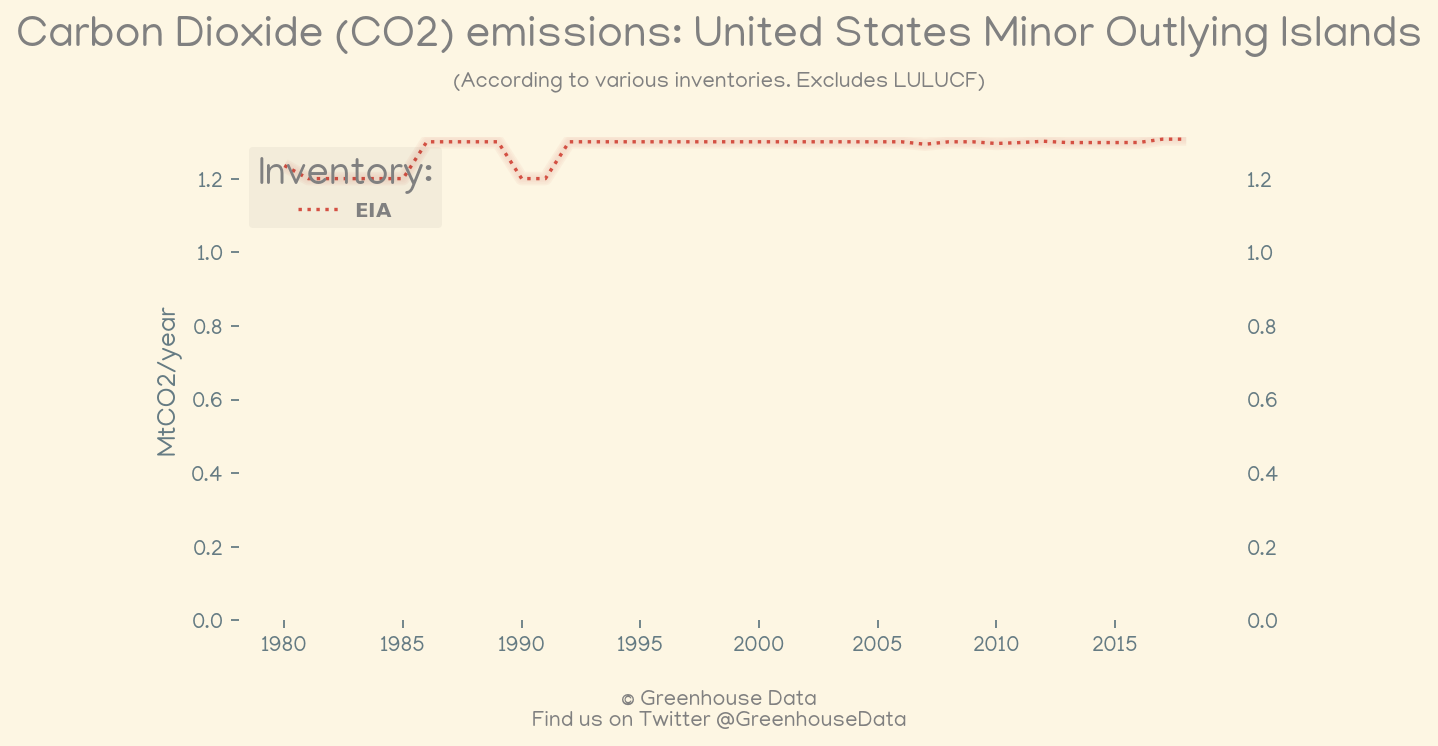 Carbon Dioxide (CO2) emissions: United States Minor Outlying Islands
(According to various inventories. Excludes LULUCF)
Inventory:
EIA
MtCO2/year
1.2
1.0
0.8
0.6
0.4
0.2
0.0
1.2
1.0
0.8
0.6
0.4
0.2
0.0
1980 1985 1990 1995 2000 2005 2010 2015
© Greenhouse Data
Find us on Twitter @GreenhouseData